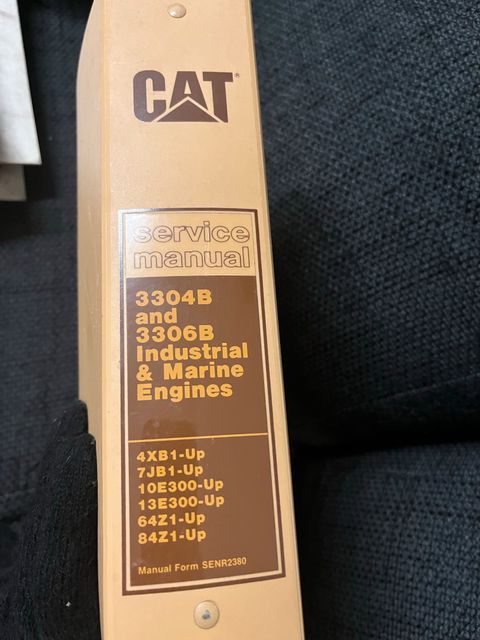 CAT®
service
manual
3304B
and
3306B
Industrial
& Marine
Engines
4XB1-Up
7JB1-Up
10E300-Up
13E300-Up
64Z1-Up
84Z1-Up
Manual Form SENR2380